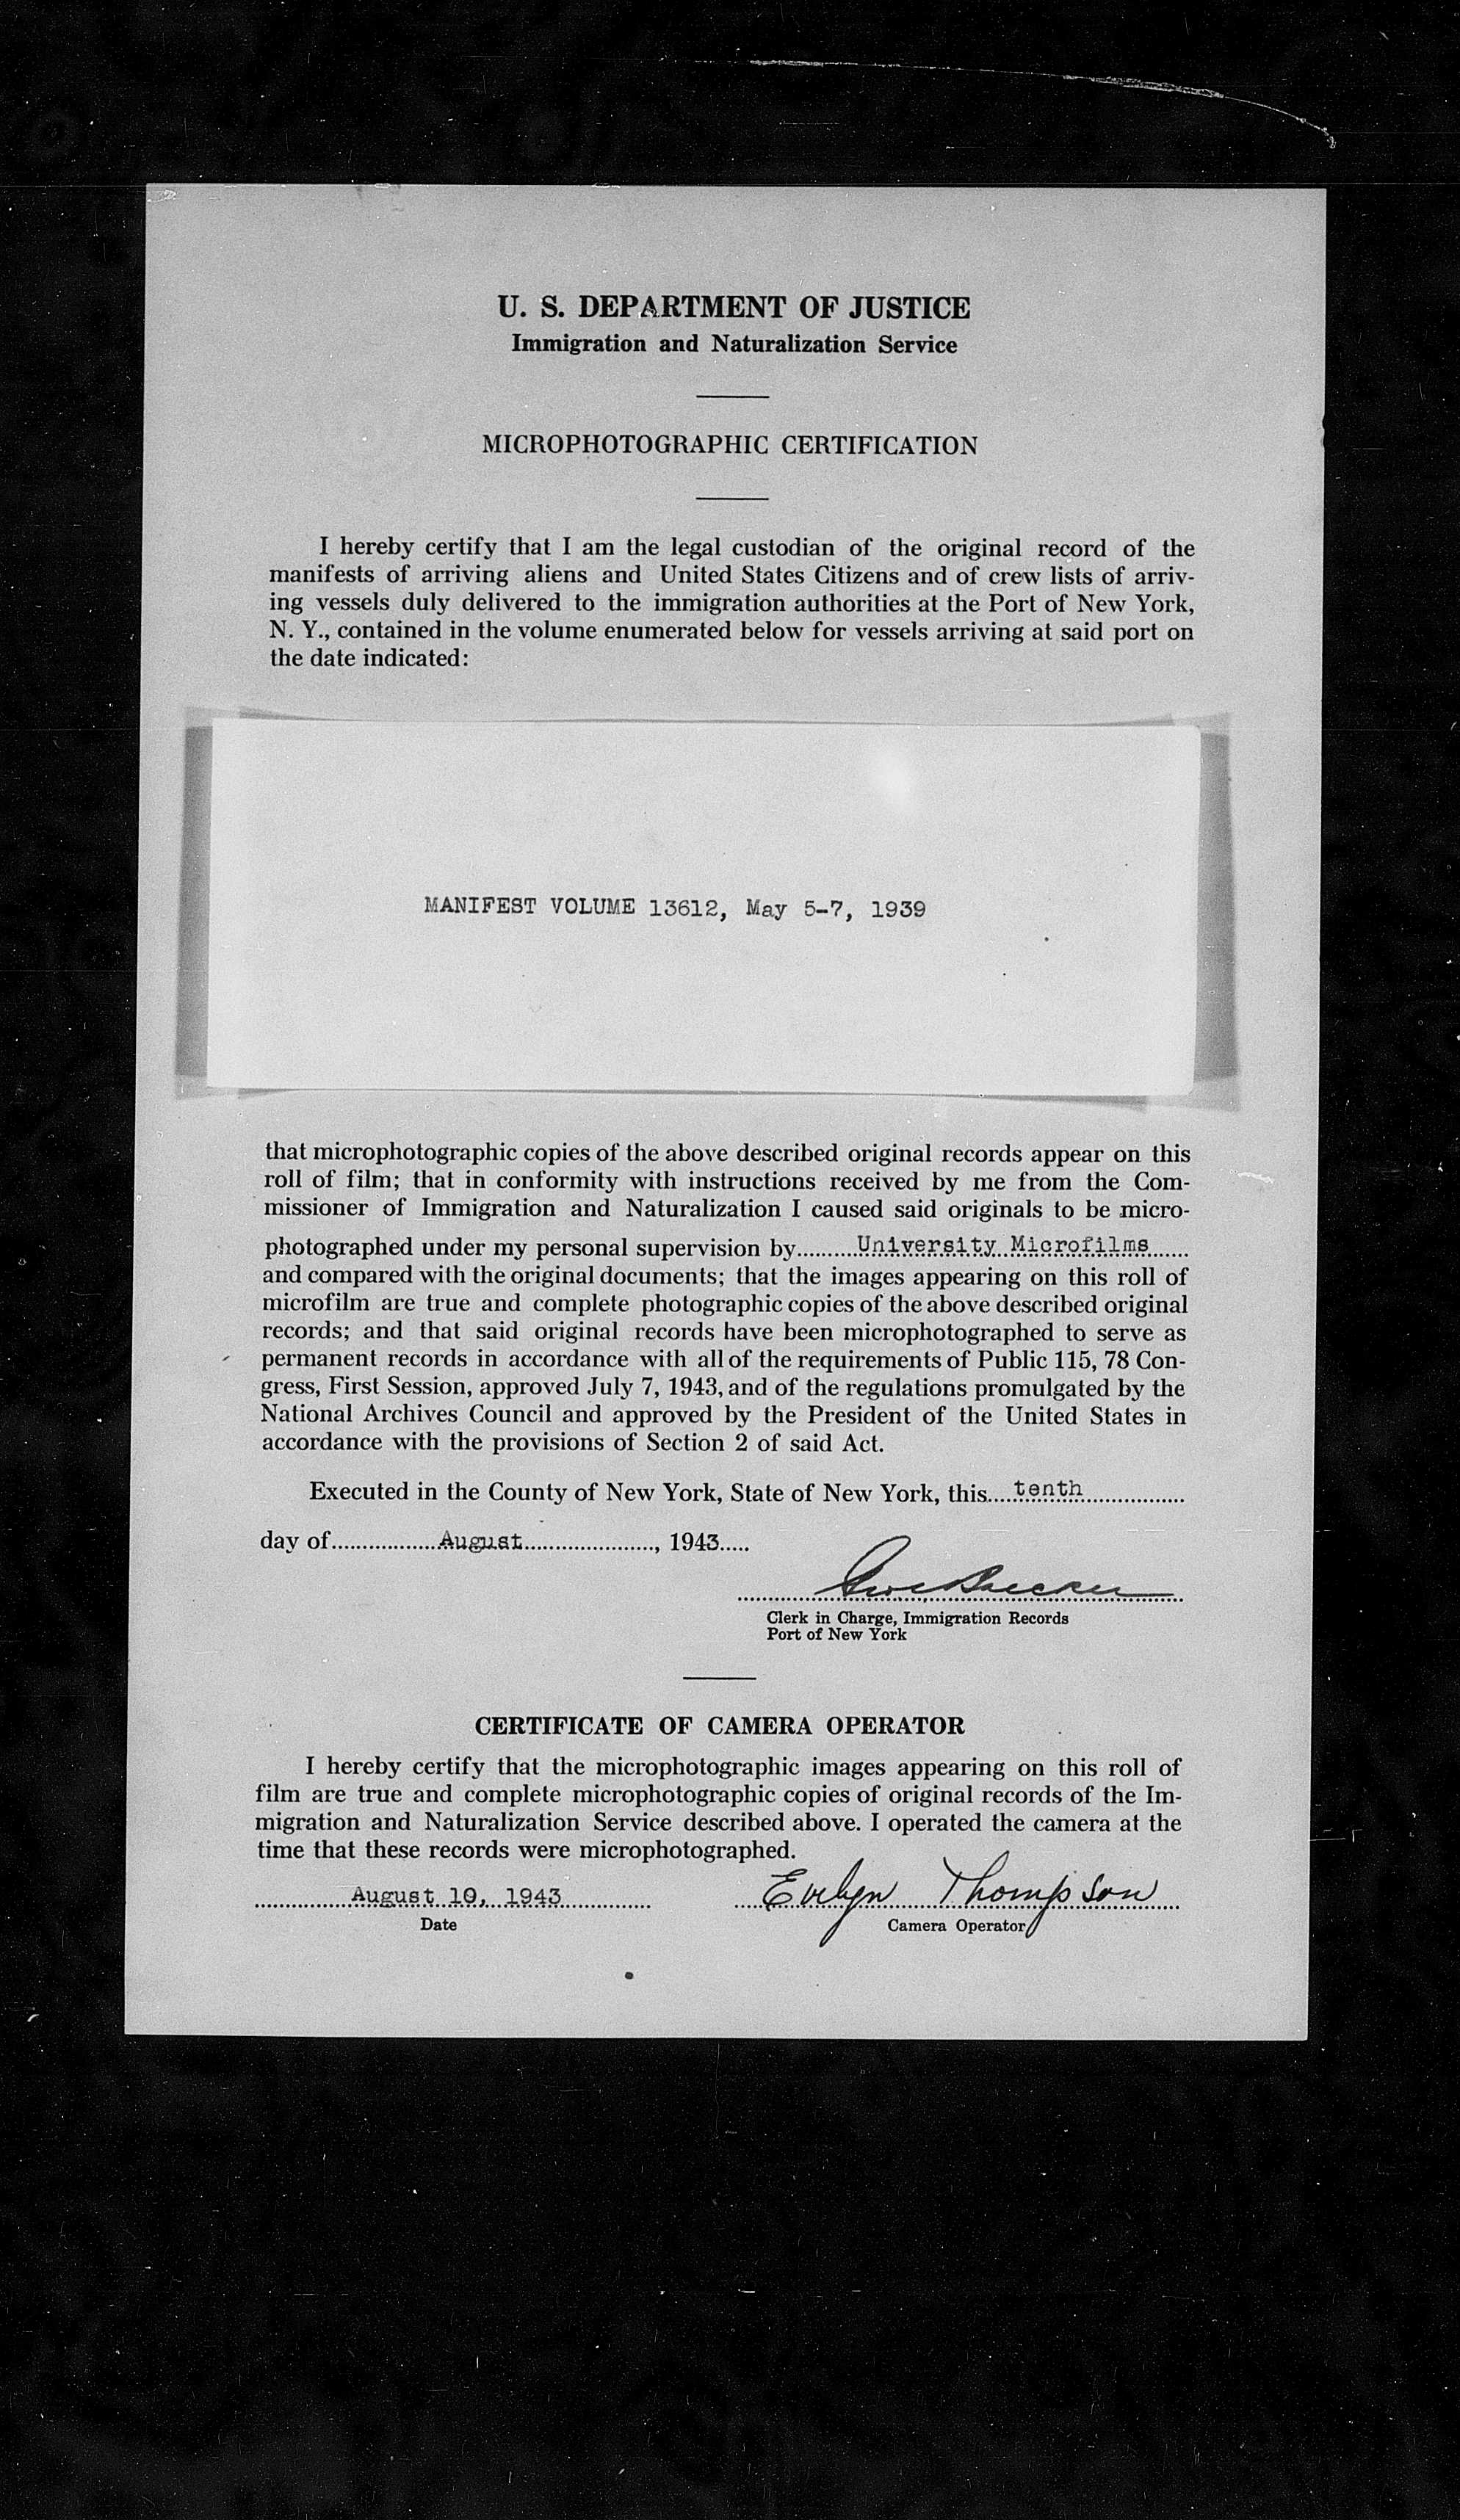 U. S. DEPARTMENT OF JUSTICE
Immigration and Naturalization Service
MICROPHOTOGRAPHIC CERTIFICATION
I hereby certify that I am the legal custodian of the original record of the
manifests of arriving aliens and United States Citizens and of crew lists of arriv-
ing vessels duly delivered to the immigration authorities at the Port of New York,
N. Y., contained in the volume enumerated below for vessels arriving at said port on
the date indicated:
MANIFEST VOLUME 13612, May 5-7, 1939
that microphotographic copies of the above described original records appear on this
roll of film; that in conformity with instructions received by me from the Com-
missioner of Immigration and Naturalization I caused said originals to be micro-
photographed under my personal supervision by..........University Microfilms......
and compared with the original documents; that the images appearing on this roll of
microfilm are true and complete photographic copies of the above described original
records; and that said original records have been microphotographed to serve as
permanent records in accordance with all of the requirements of Public 115, 78 Con-
gress, First Session, approved July 7, 1943, and of the regulations promulgated by the
National Archives Council and approved by the President of the United States in
accordance with the provisions of Section 2 of said Act.
Executed in the County of New York, State of New York, this.....tenth................
day of..................August....................., 1943.....
Clerk in Charge, Immigration Records
Port of New York
CERTIFICATE OF CAMERA OPERATOR
I hereby certify that the microphotographic images appearing on this roll of
film are true and complete microphotographic copies of original records of the Im-
migration and Naturalization Service described above. I operated the camera at the
time that these records were microphotographed.
August 10, 1943 Evelyn Thompson
Date Camera Operator